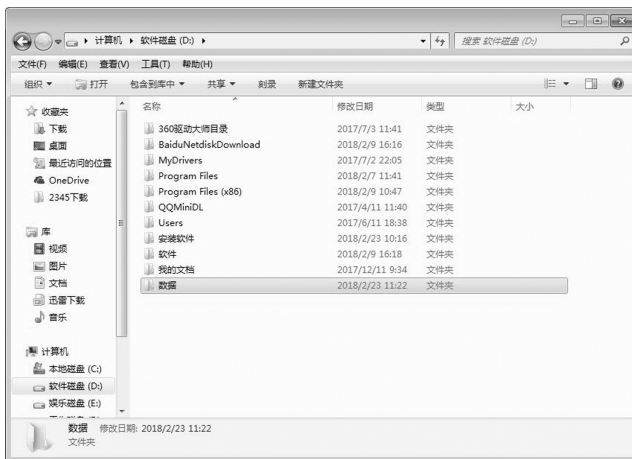 计算机 软件磁盘 (D:) 搜索 软件磁盘 (D:)
文件(F) 编辑(E) 查看(V) 工具(T) 帮助(H)
组织 打开 包含到库中 共享 刻录 新建文件夹
收藏夹
下载
桌面
最近访问的位置
OneDrive
2345下载
库
视频
图片
文档
迅雷下载
音乐
计算机
本地磁盘 (C:)
软件磁盘 (D:)
娱乐磁盘 (E:)
名称 修改日期 类型 大小
360驱动大师目录 2017/7/3 11:41 文件夹
BaiduNetdiskDownload 2018/2/9 16:16 文件夹
MyDrivers 2017/7/2 22:05 文件夹
Program Files 2018/2/7 11:41 文件夹
Program Files (x86) 2018/2/9 10:47 文件夹
QQMiniDL 2017/4/11 11:40 文件夹
Users 2017/6/11 18:38 文件夹
安装软件 2018/2/23 10:16 文件夹
软件 2018/2/9 16:18 文件夹
我的文档 2017/12/11 9:34 文件夹
数据 2018/2/23 11:22 文件夹
数据 修改日期: 2018/2/23 11:22
文件夹